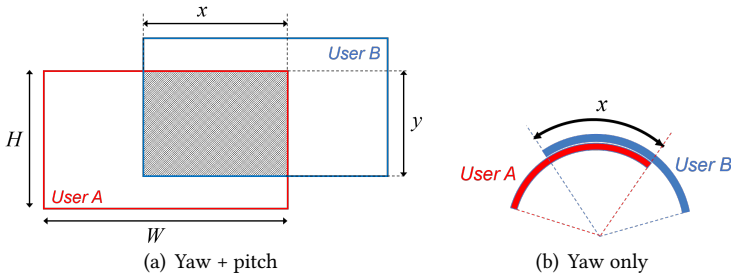 x
User B
H
y
User A
W
(a) Yaw + pitch
x
User A
User B
(b) Yaw only